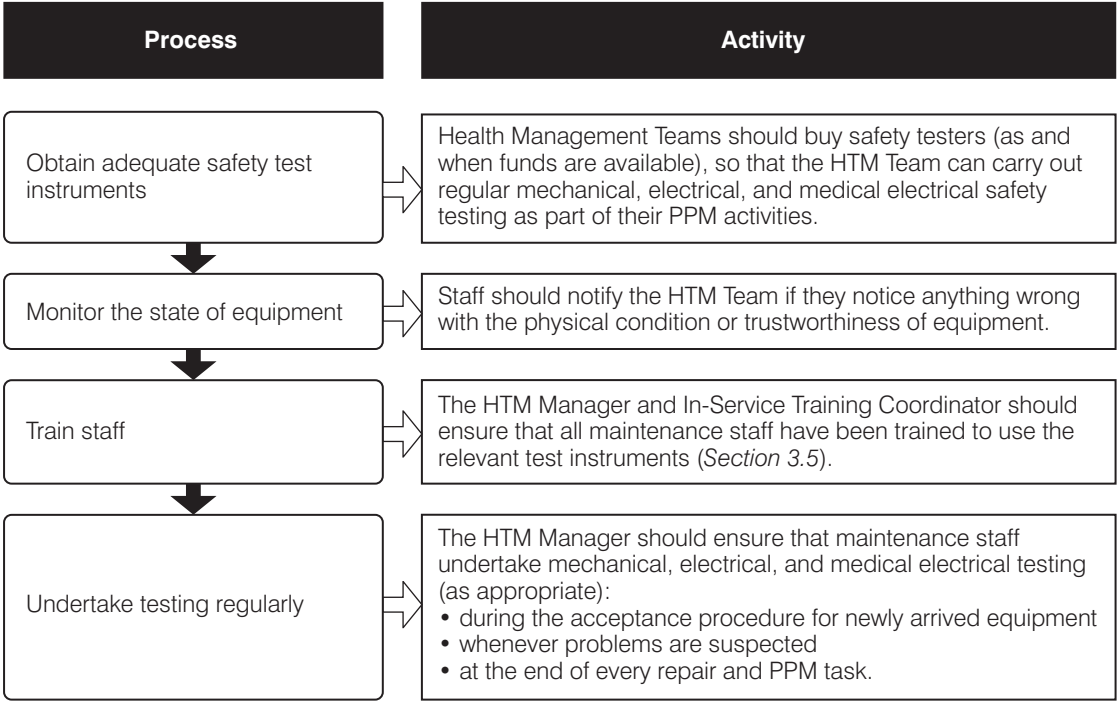 Process
Activity
Obtain adequate safety test
instruments
Health Management Teams should buy safety testers (as and
when funds are available), so that the HTM Team can carry out
regular mechanical, electrical, and medical electrical safety
testing as part of their PPM activities.
Monitor the state of equipment
Staff should notify the HTM Team if they notice anything wrong
with the physical condition or trustworthiness of equipment.
Train staff
The HTM Manager and In-Service Training Coordinator should
ensure that all maintenance staff have been trained to use the
relevant test instruments (Section 3.5).
Undertake testing regularly
The HTM Manager should ensure that maintenance staff
undertake mechanical, electrical, and medical electrical testing
(as appropriate):
• during the acceptance procedure for newly arrived equipment
• whenever problems are suspected
• at the end of every repair and PPM task.